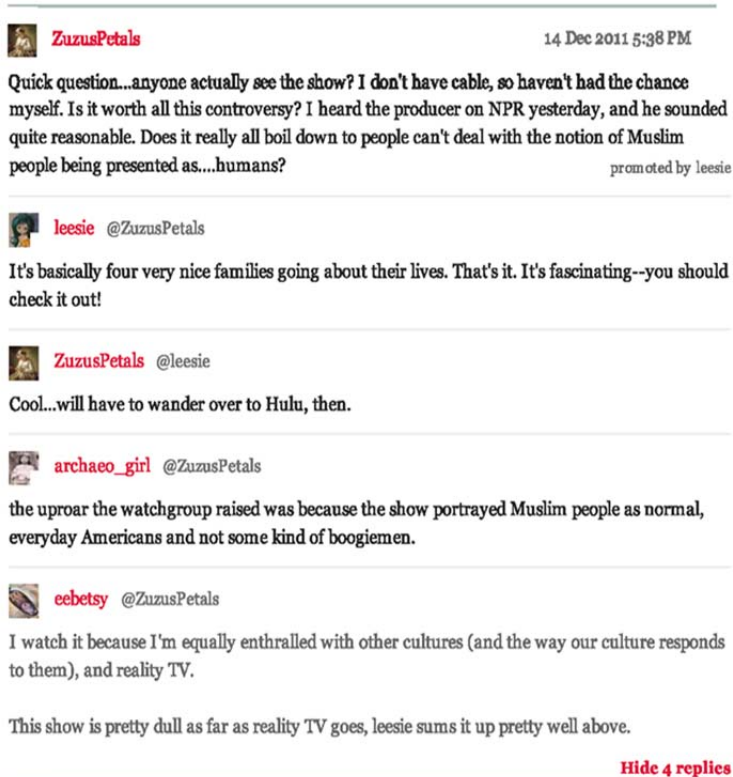 ZuzusPetals 14 Dec 2011 5:38 PM
Quick question...anyone actually see the show? I don't have cable, so haven't had the chance
myself. Is it worth all this controversy? I heard the producer on NPR yesterday, and he sounded
quite reasonable. Does it really all boil down to people can't deal with the notion of Muslim
people being presented as....humans? promoted by leesie
leesie @ZuzusPetals
It's basically four very nice families going about their lives. That's it. It's fascinating--you should
check it out!
ZuzusPetals @leesie
Cool...will have to wander over to Hulu, then.
archaeo_girl @ZuzusPetals
the uproar the watchgroup raised was because the show portrayed Muslim people as normal,
everyday Americans and not some kind of boogiemen.
eebetsy @ZuzusPetals
I watch it because I'm equally enthralled with other cultures (and the way our culture responds
to them), and reality TV.
This show is pretty dull as far as reality TV goes, leesie sums it up pretty well above.
Hide 4 replies